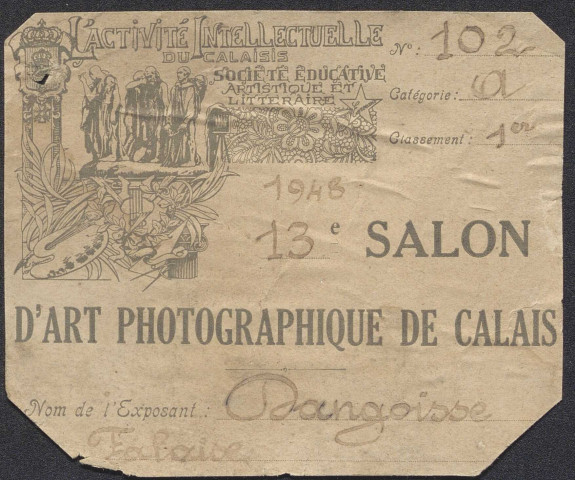 L'ACTIVITÉ INTELLECTUELLE
DU CALAISIS
SOCIÉTÉ ÉDUCATIVE
ARTISTIQUE ET
LITTÉRAIRE
N°: 102
Catégorie: a
Classement: 1er
1948
13e SALON
D'ART PHOTOGRAPHIQUE DE CALAIS
Nom de l'Exposant: Dangoisse
Falaise